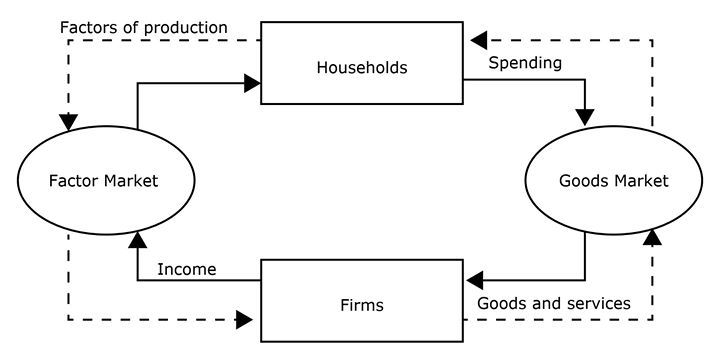 Factors of production
Households
Spending
Factor Market
Goods Market
Income
Firms
Goods and services